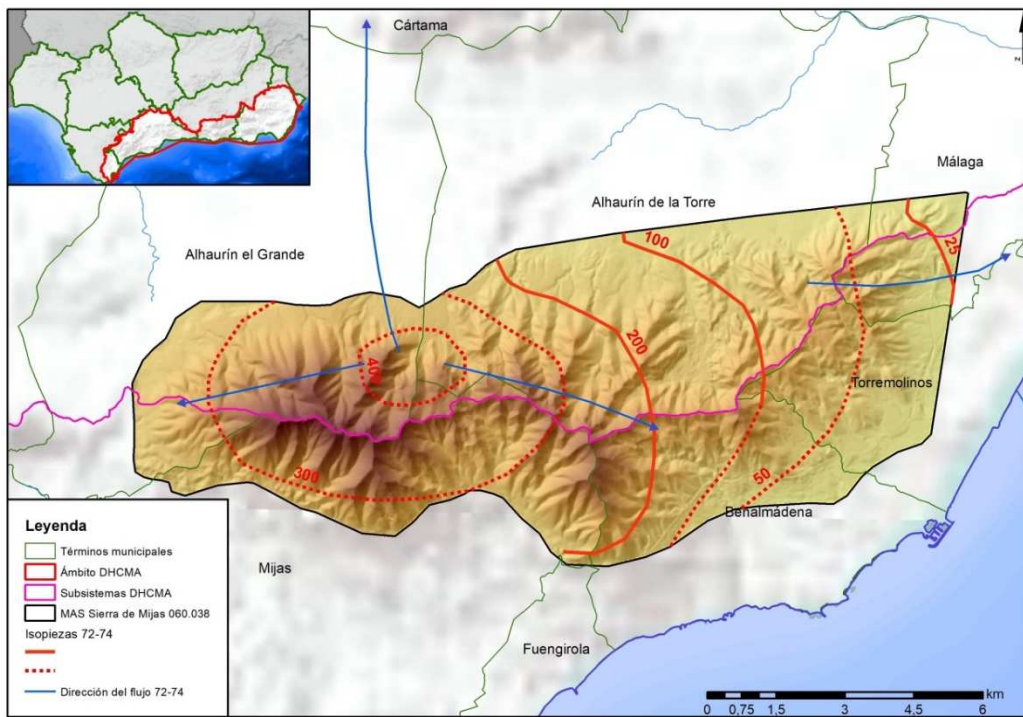 Cártama
N
Málaga
Alhaurín de la Torre
Alhaurín el Grande
100
25
200
400
Torremolinos
300
50
Benalmádena
Mijas
Fuengirola
Leyenda
Términos municipales
Ámbito DHCMA
Subsistemas DHCMA
MAS Sierra de Mijas 060.038
Isopiezas 72-74
Dirección del flujo 72-74
km
0 0,75 1,5 3 4,5 6